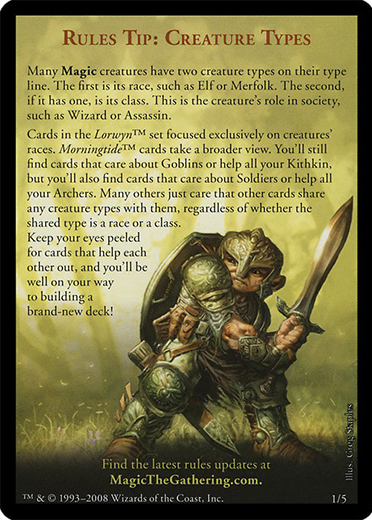 Rules Tip: Creature Types
Many Magic creatures have two creature types on their type
line. The first is its race, such as Elf or Merfolk. The second,
if it has one, is its class. This is the creature's role in society,
such as Wizard or Assassin.
Cards in the Lorwyn™ set focused exclusively on creatures'
races. Morningtide™ cards take a broader view. You'll still
find cards that care about Goblins or help all your Kithkin,
but you'll also find cards that care about Soldiers or help all
your Archers. Many others just care that other cards share
any creature types with them, regardless of whether the
shared type is a race or a class.
Keep your eyes peeled
for cards that help each
other out, and you'll be
well on your way
to building a
brand-new deck!
Illus. Greg Staples
Find the latest rules updates at
MagicTheGathering.com.
™ & © 1993–2008 Wizards of the Coast, Inc.
1/5